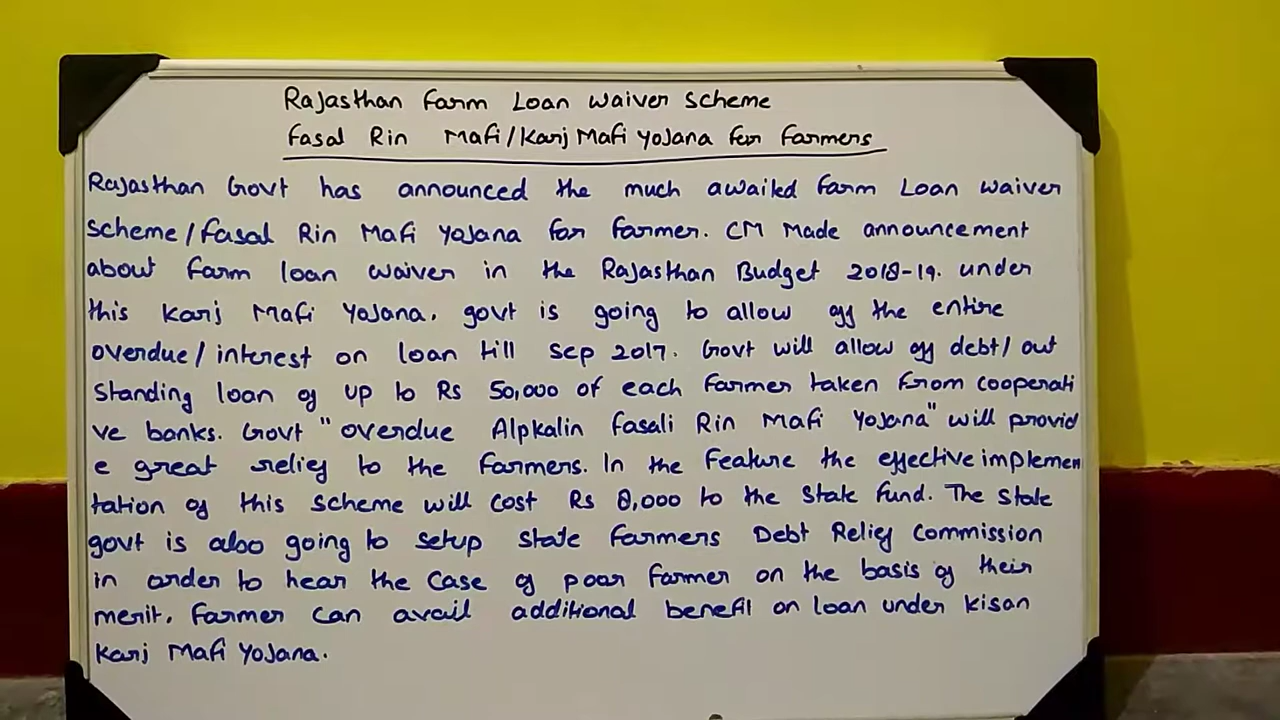 Rajasthan Farm Loan Waiver Scheme
Fasal Rin Mafi/Karj Mafi Yojana for Farmers
Rajasthan Govt has announced the much awaited Farm Loan waiver
scheme/Fasal Rin Mafi Yojana for farmer. CM Made announcement
about farm loan waiver in the Rajasthan Budget 2018-19. under
this Karj Mafi Yojana, govt is going to allow off the entire
overdue/interest on loan till Sep 2017. Govt will allow off debt/out
standing loan of up to Rs 50,000 of each farmer taken from cooperati
ve banks. Govt "overdue Alpkalin fasali Rin Mafi Yojana" will provid
e great relief to the farmers. In the Feature the effective implemen
tation of this scheme will cost Rs 8,000 to the State fund. The State
govt is also going to setup State farmers Debt Relief Commission
in order to hear the case of poor farmer on the basis of their
merit. Farmer can avail additional benefit on loan under Kisan
Karj Mafi Yojana.